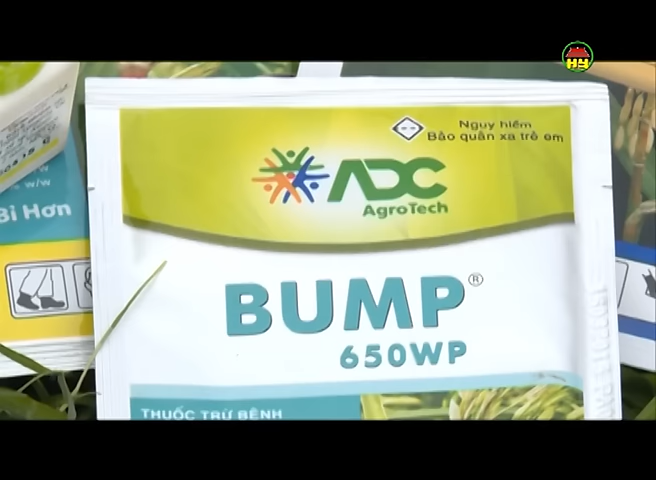 HY
Nguy hiểm
Bảo quản xa trẻ em
ADC
AgroTech
BUMP®
650WP
THUỐC TRỪ BỆNH
w/w
Bi Hơn